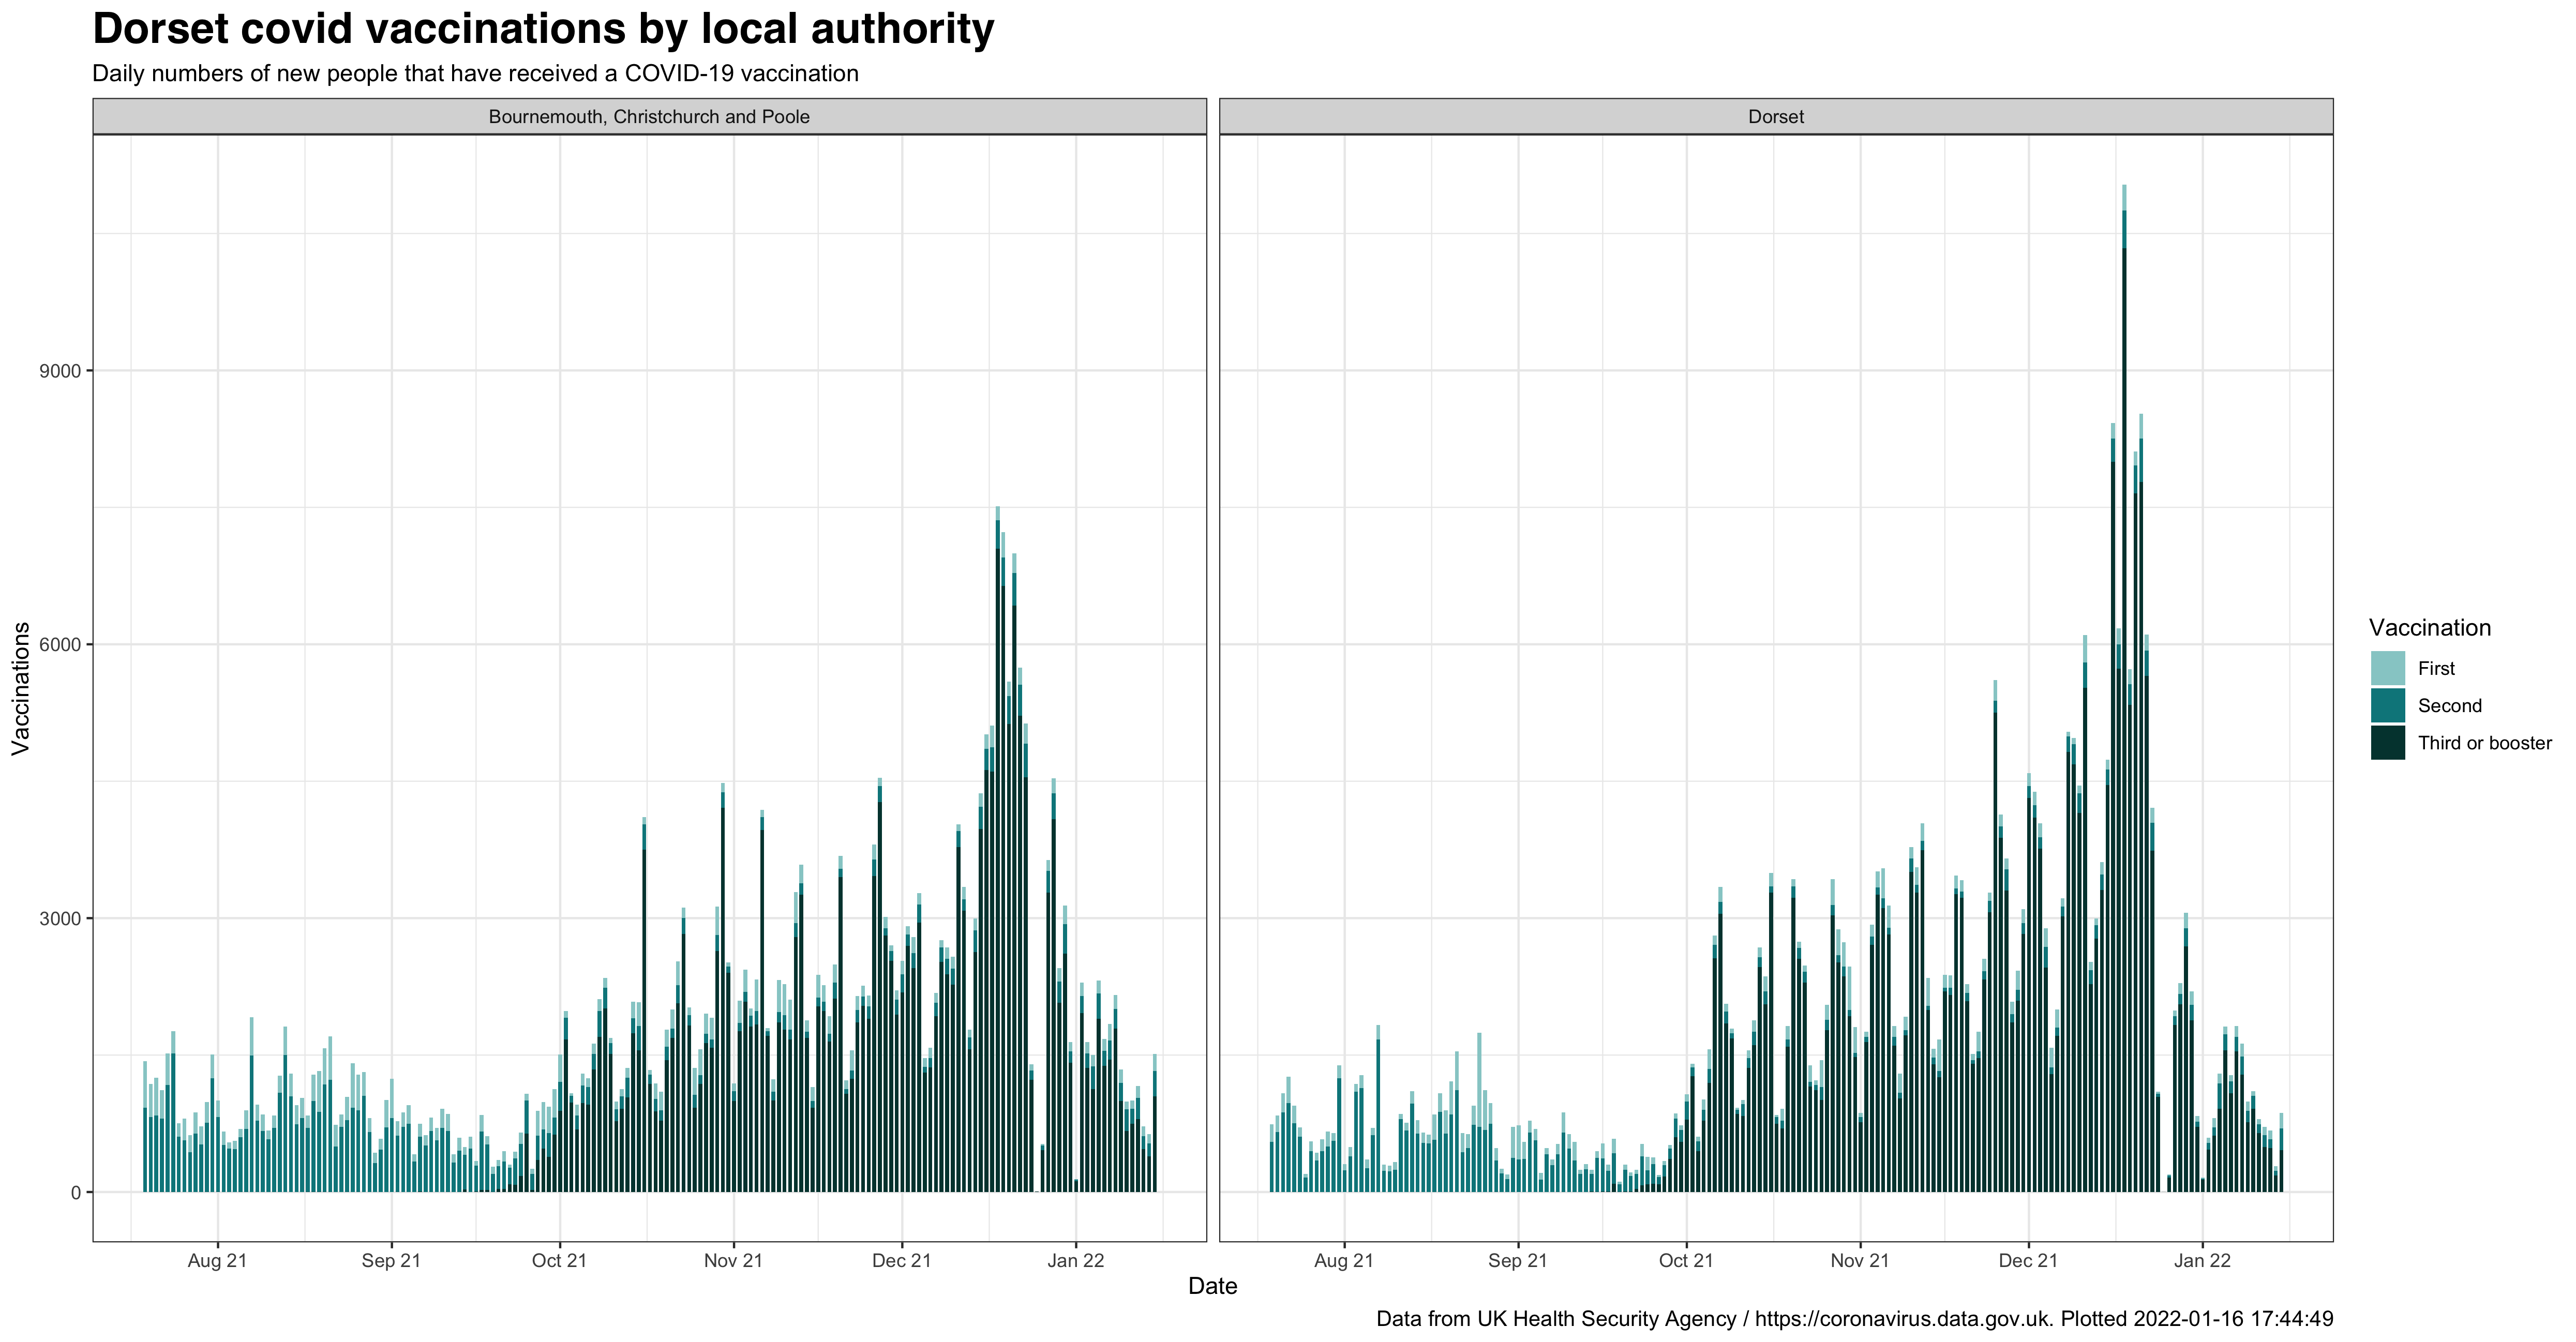 Dorset covid vaccinations by local authority
Daily numbers of new people that have received a COVID-19 vaccination
Bournemouth, Christchurch and Poole
Dorset
Vaccinations
9000
6000
3000
0
Aug 21
Sep 21
Oct 21
Nov 21
Dec 21
Jan 22
Aug 21
Sep 21
Oct 21
Nov 21
Dec 21
Jan 22
Date
Vaccination
First
Second
Third or booster
Data from UK Health Security Agency / https://coronavirus.data.gov.uk. Plotted 2022-01-16 17:44:49